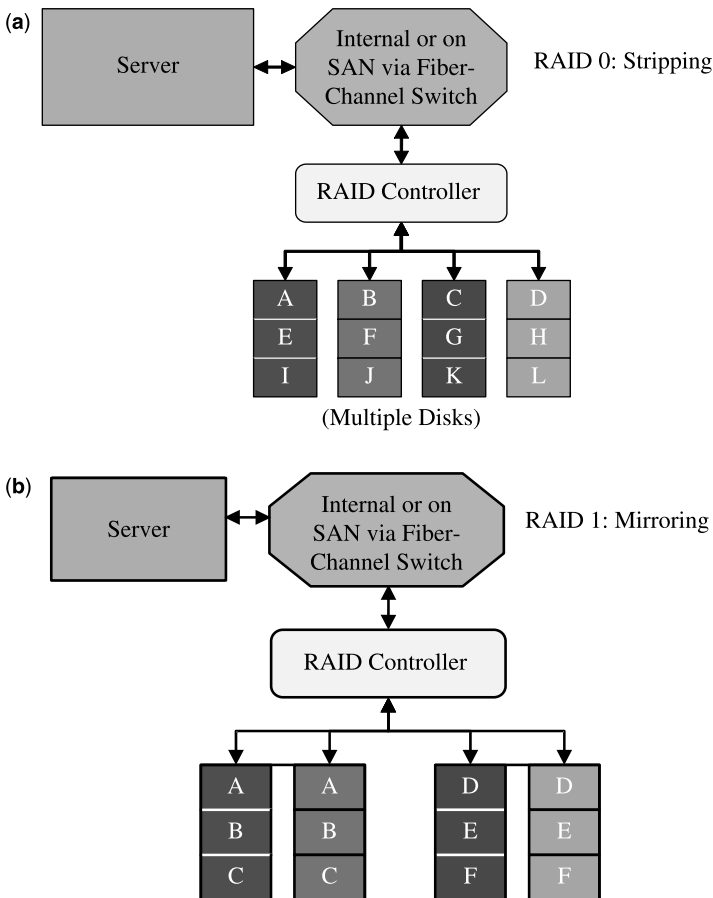 (a)
Server
Internal or on
SAN via Fiber-
Channel Switch
RAID 0: Stripping
RAID Controller
A B C D
E F G H
I J K L
(Multiple Disks)
(b)
Server
Internal or on
SAN via Fiber-
Channel Switch
RAID 1: Mirroring
RAID Controller
A A D D
B B E E
C C F F